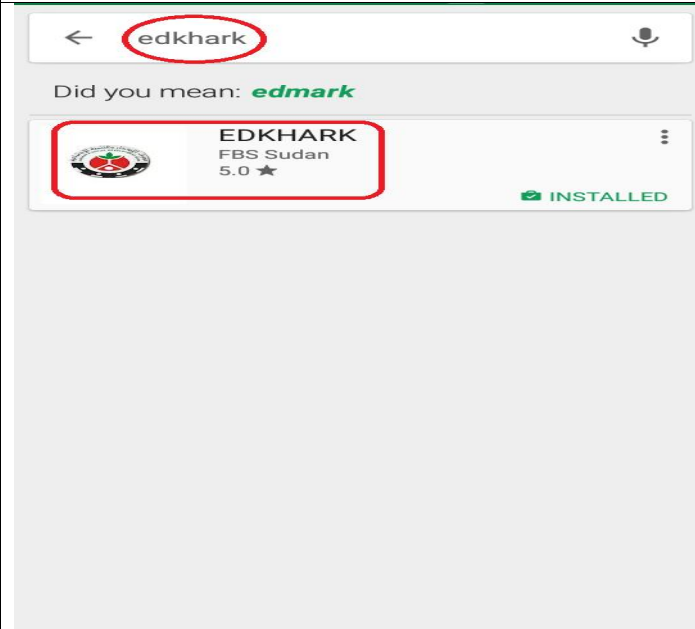 edkhark
Did you mean: edmark
EDKHARK
FBS Sudan
5.0
INSTALLED